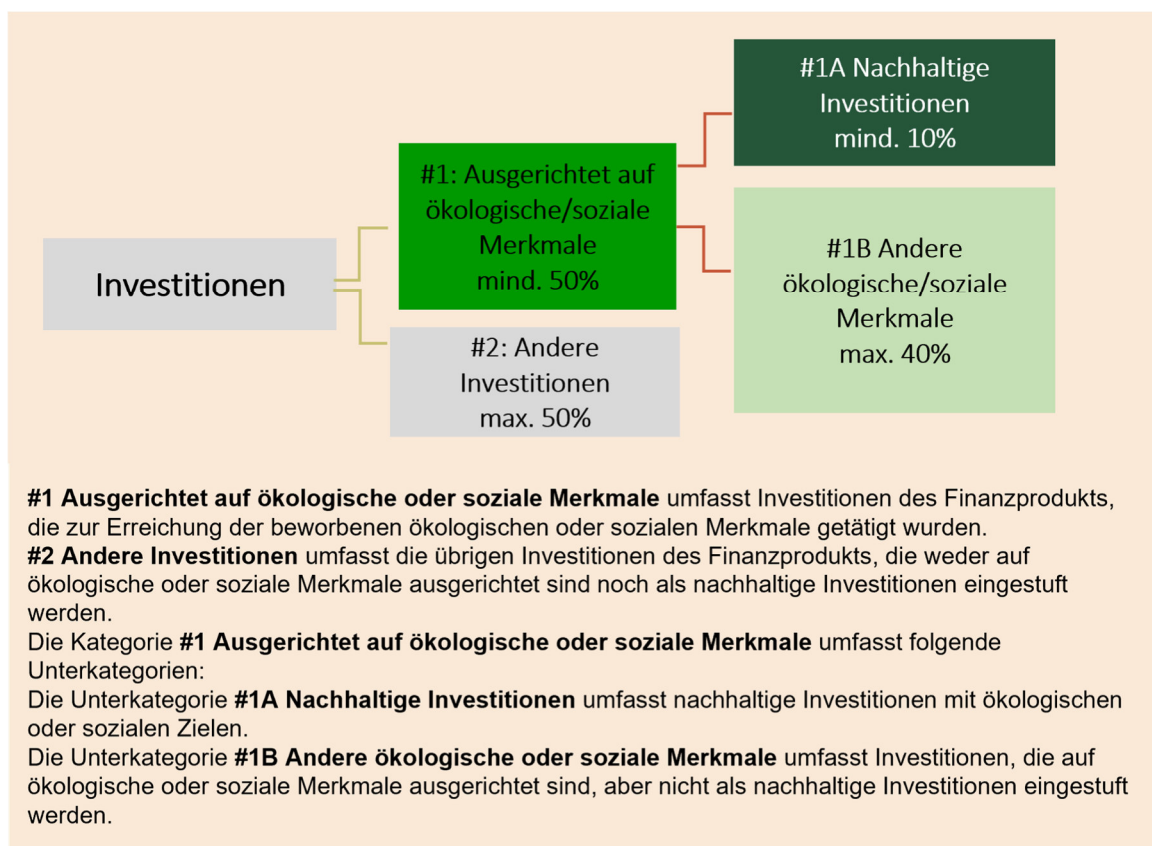 #1A Nachhaltige
Investitionen
mind. 10%
#1: Ausgerichtet auf
ökologische/soziale
Merkmale
mind. 50%
Investitionen
#1B Andere
ökologische/soziale
Merkmale
max. 40%
#2: Andere
Investitionen
max. 50%
#1 Ausgerichtet auf ökologische oder soziale Merkmale umfasst Investitionen des Finanzprodukts,
die zur Erreichung der beworbenen ökologischen oder sozialen Merkmale getätigt wurden.
#2 Andere Investitionen umfasst die übrigen Investitionen des Finanzprodukts, die weder auf
ökologische oder soziale Merkmale ausgerichtet sind noch als nachhaltige Investitionen eingestuft
werden.
Die Kategorie #1 Ausgerichtet auf ökologische oder soziale Merkmale umfasst folgende
Unterkategorien:
Die Unterkategorie #1A Nachhaltige Investitionen umfasst nachhaltige Investitionen mit ökologischen
oder sozialen Zielen.
Die Unterkategorie #1B Andere ökologische oder soziale Merkmale umfasst Investitionen, die auf
ökologische oder soziale Merkmale ausgerichtet sind, aber nicht als nachhaltige Investitionen eingestuft
werden.